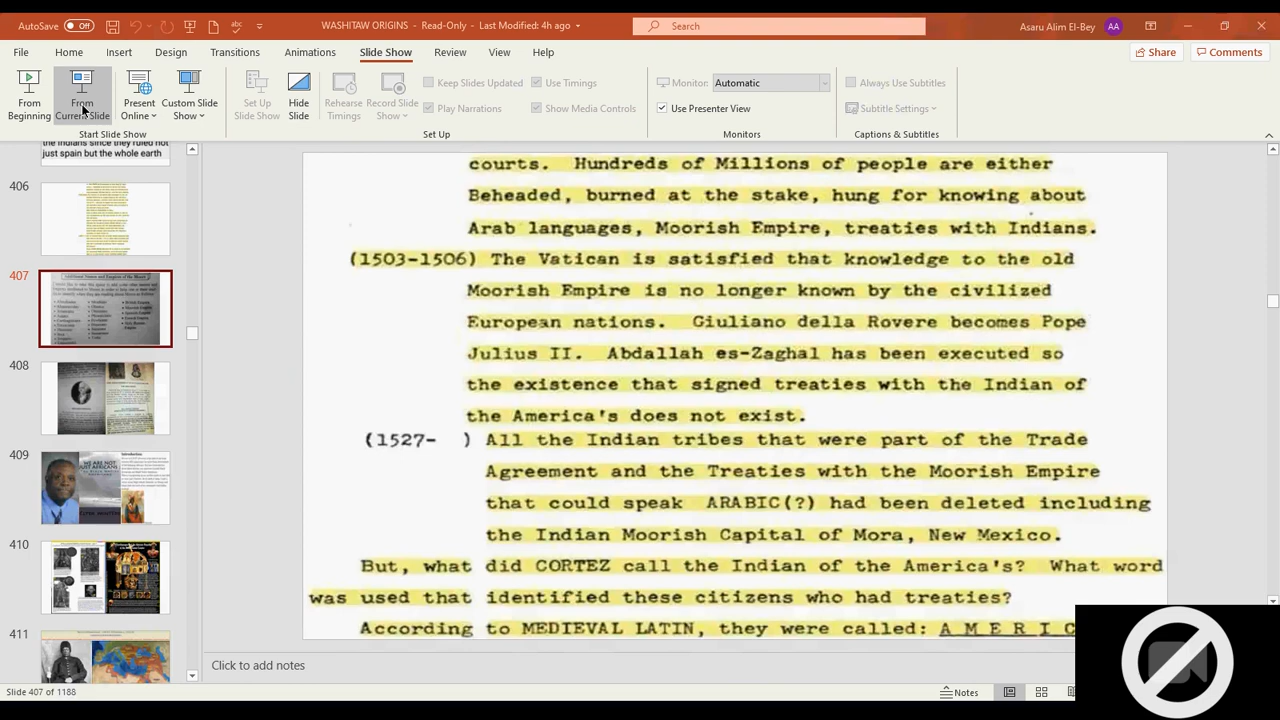 AutoSave Off
WASHITAW ORIGINS - Read-Only - Last Modified: 4h ago
Search
Asaru Alim El-Bey AA
File Home Insert Design Transitions Animations Slide Show Review View Help
Share Comments
From Beginning
From Current Slide
Present Online
Custom Slide Show
Start Slide Show
Set Up Slide Show
Hide Slide
Rehearse Timings
Record Slide Show
Keep Slides Updated
Play Narrations
Use Timings
Show Media Controls
Set Up
Monitor: Automatic
Use Presenter View
Monitors
Always Use Subtitles
Subtitle Settings
Captions & Subtitles
the Indians since they ruled not
just spain but the whole earth
406
407
408
409
410
411
courts. Hundreds of Millions of people are either
Beheaded, burned at the stake, hung for knowing about
Arab languages, Moorish Empire, treaties with Indians.
(1503-1506) The Vatican is satisfied that knowledge to the old
Moorish Empire is no longer known by the civilized
European nations. Giuliano della Rovere becomes Pope
Julius II. Abdallah es-Zaghal has been executed so
the existence that signed treaties with the Indian of
the America's does not exist.
(1527- ) All the Indian tribes that were part of the Trade
Agreement and the Treaties with the Moorish Empire
that could speak ARABIC(?) had been deleted including
the Indian Moorish Capital of Mora, New Mexico.
But, what did CORTEZ call the Indian of the America's? What word
was used that identified these citizens who had treaties?
According to MEDIEVAL LATIN, they were called: A M E R I C
Click to add notes
Slide 407 of 1188
Notes